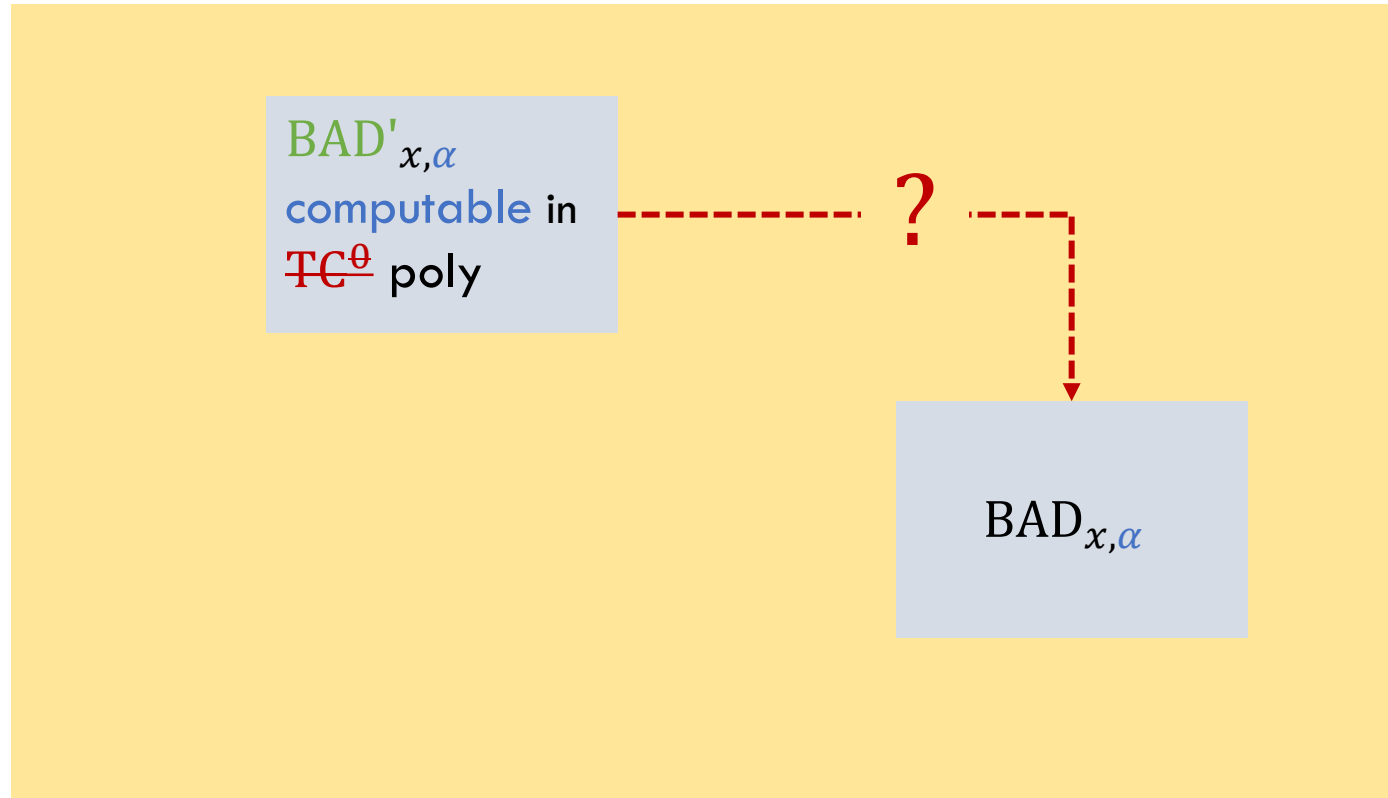 BAD'x,α
computable in
TC⁰ poly
?
BADx,α